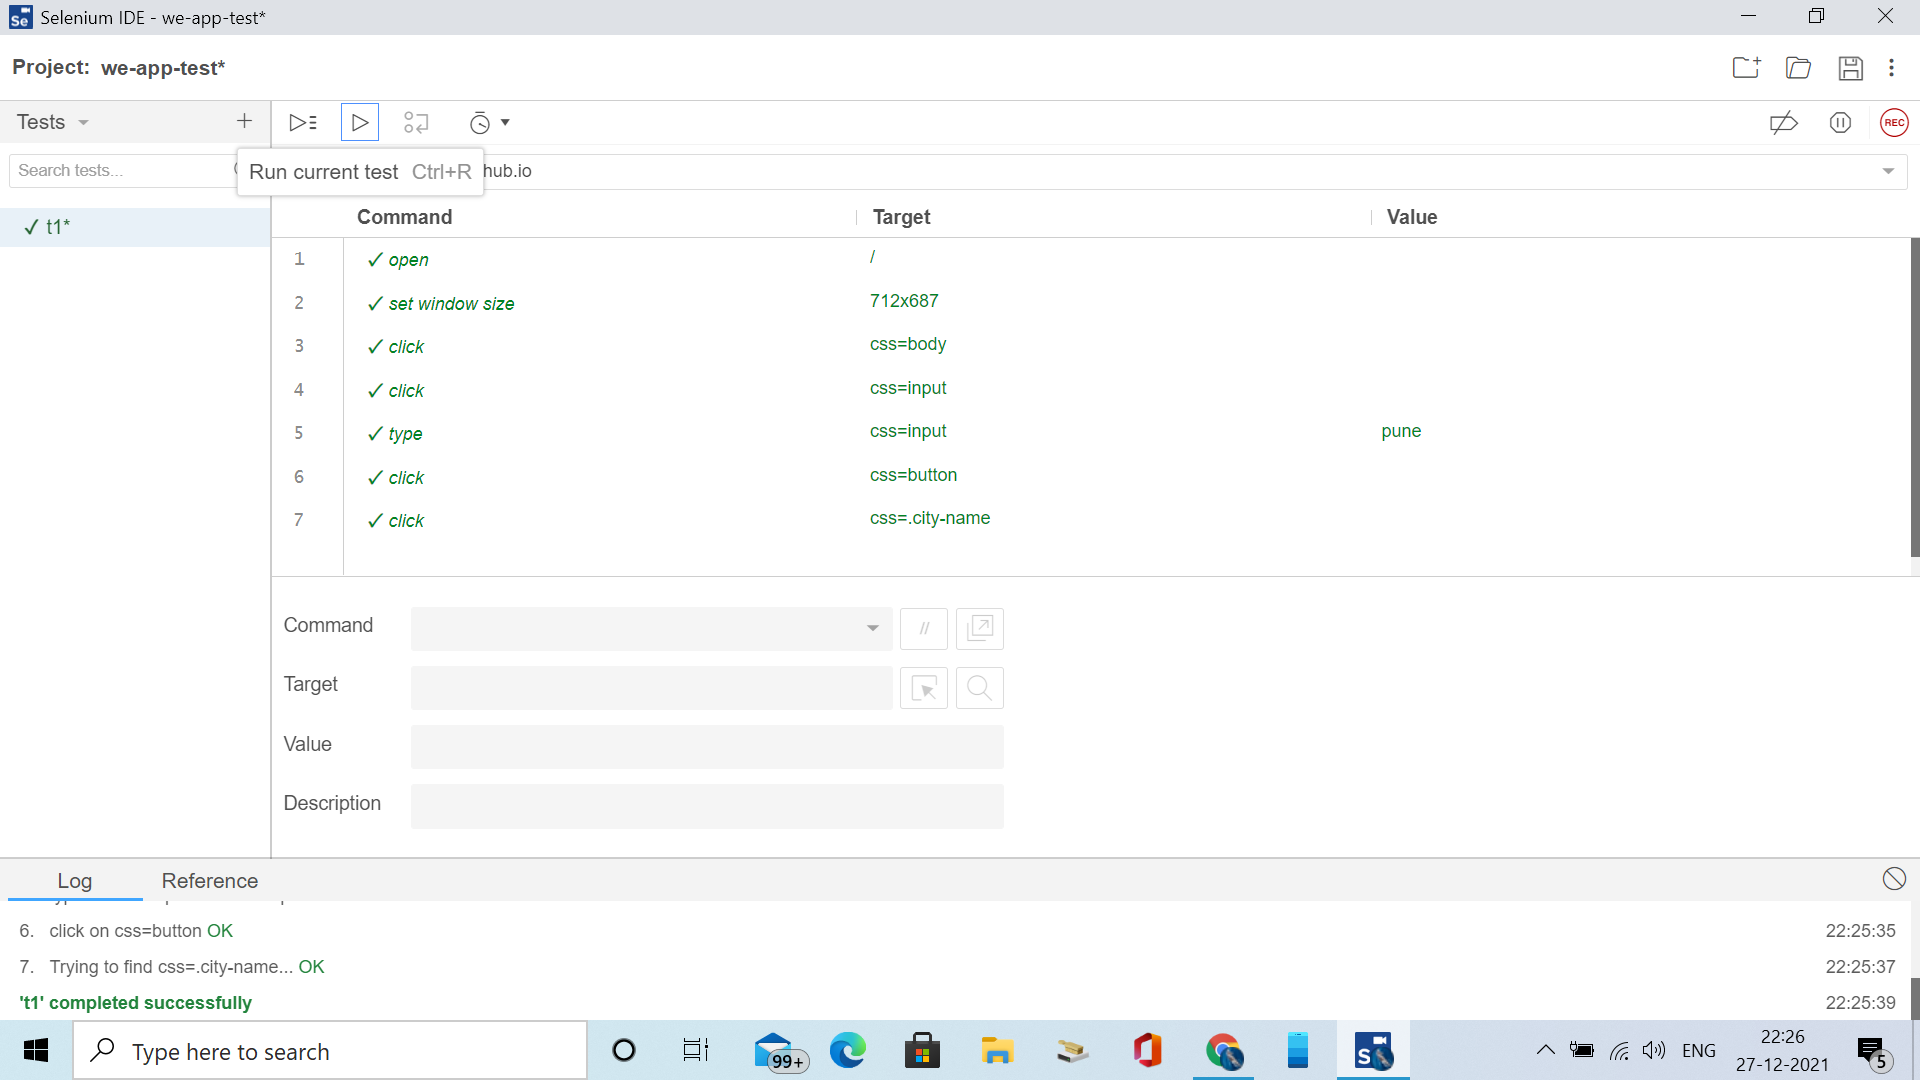 Selenium IDE - we-app-test*
Project: we-app-test*
Tests
Search tests...
Run current test Ctrl+R
hub.io
✓ t1*
Command Target Value
1 ✓ open /
2 ✓ set window size 712x687
3 ✓ click css=body
4 ✓ click css=input
5 ✓ type css=input pune
6 ✓ click css=button
7 ✓ click css=.city-name
Command //
Target
Value
Description
REC
Log Reference
6. click on css=button OK 22:25:35
7. Trying to find css=.city-name... OK 22:25:37
't1' completed successfully 22:25:39
Type here to search
99+
ENG
22:26
27-12-2021
5